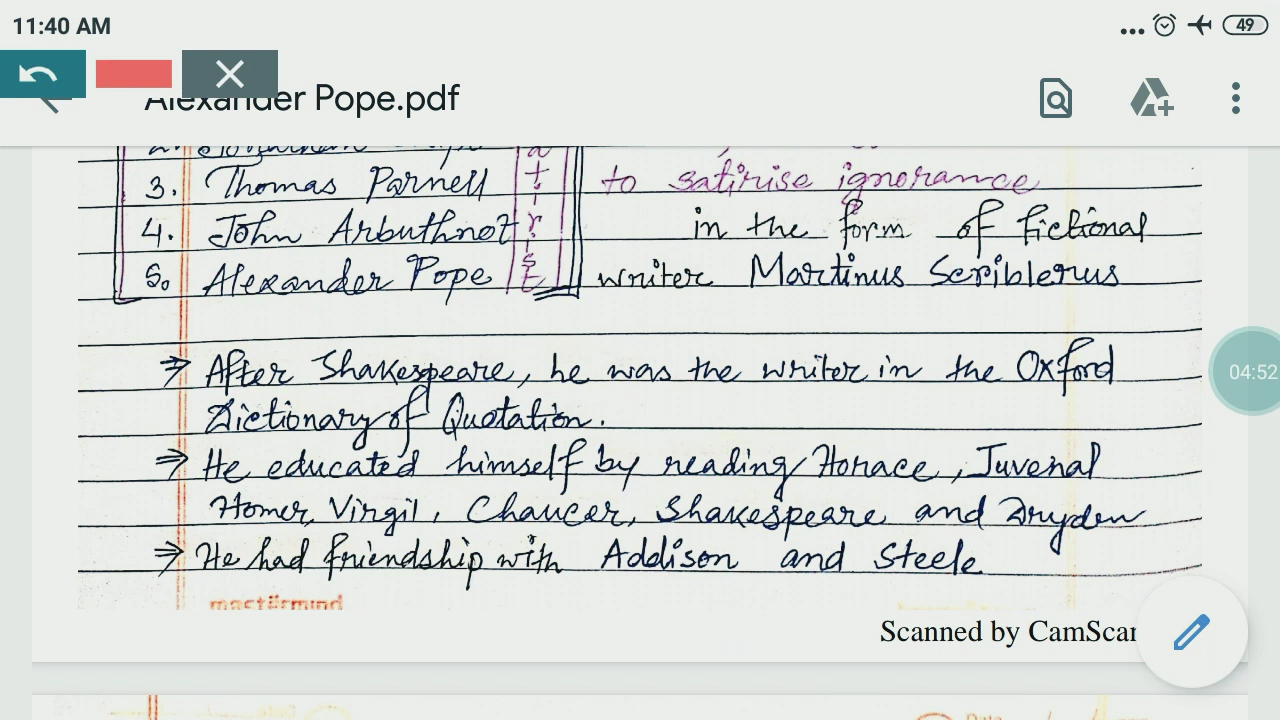 11:40 AM
49
Alexander Pope.pdf
3. Thomas Parnell
to satirise ignorance
4. John Arbuthnot
in the form of fictional
5. Alexander Pope
writer Martinus Scriblerus
04:52
⇒ After Shakespeare, he was the writer in the Oxford
Dictionary of Quotation.
⇒ He educated himself by reading Horace, Juvenal
Homer, Virgil, Chaucer, Shakespeare and Dryden
⇒ He had friendship with Addison and Steele
mastermind
Scanned by CamScan